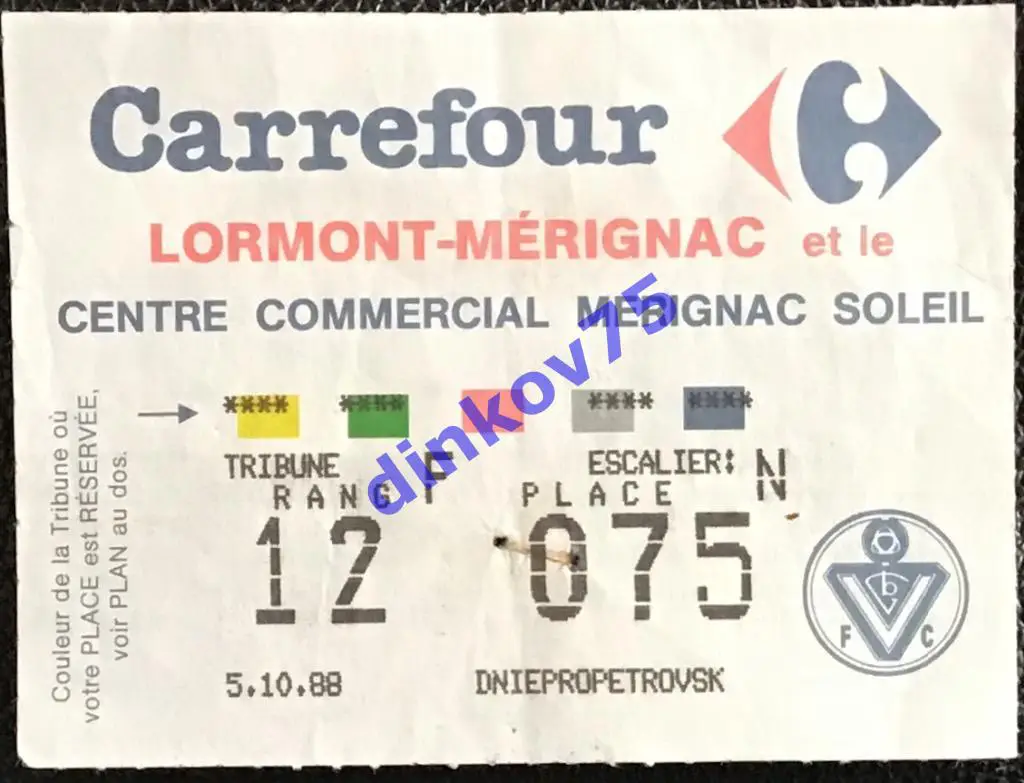 Carrefour
LORMONT-MÉRIGNAC et le
CENTRE COMMERCIAL MÉRIGNAC SOLEIL
Couleur de la Tribune où
votre PLACE est RÉSERVÉE,
voir PLAN au dos.
**** **** **** ****
TRIBUNE F ESCALIER: N
RANG PLACE
12 075
F C
5.10.88 DNIEPROPETROVSK
dinkov75